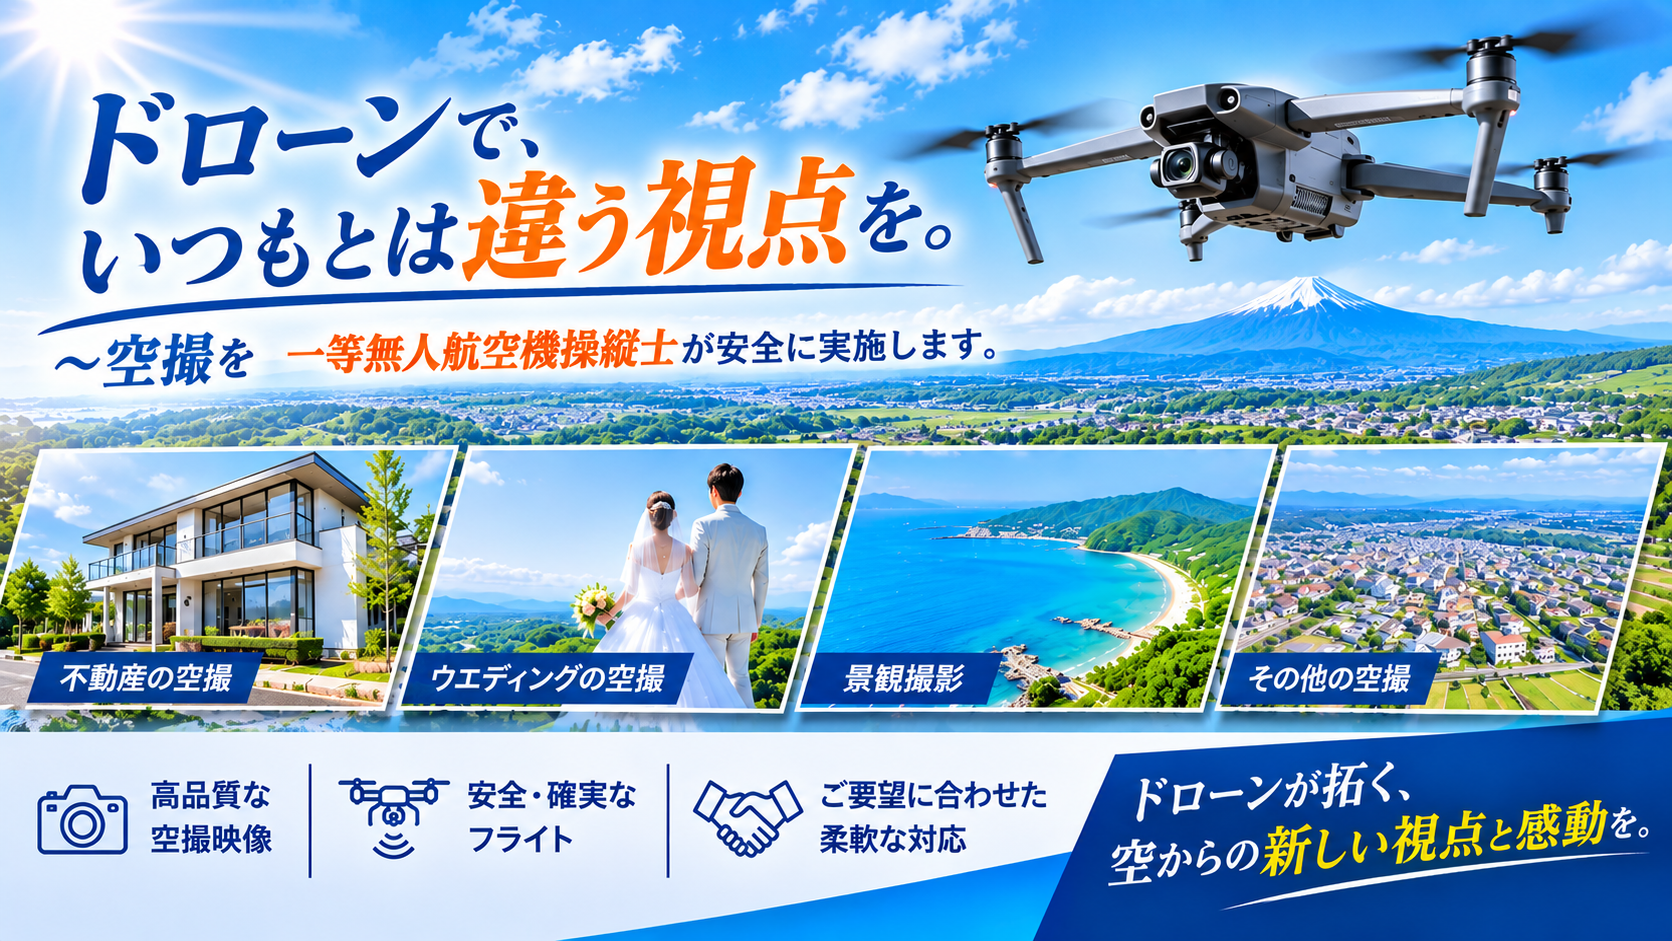 ドローンで、
いつもとは違う視点を。
～空撮を 一等無人航空機操縦士が安全に実施します。
不動産の空撮
ウエディングの空撮
景観撮影
その他の空撮
高品質な
空撮映像
安全・確実な
フライト
ご要望に合わせた
柔軟な対応
ドローンが拓く、
空からの新しい視点と感動を。